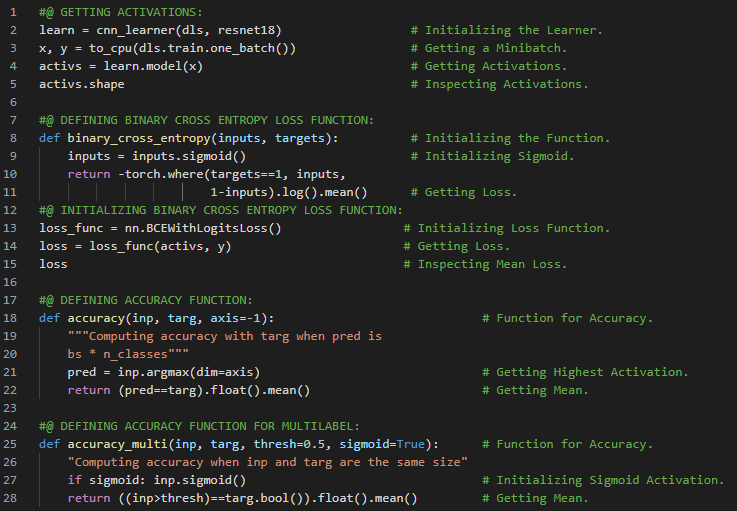 1 #@ GETTING ACTIVATIONS:
2 learn = cnn_learner(dls, resnet18) # Initializing the Learner.
3 x, y = to_cpu(dls.train.one_batch()) # Getting a Minibatch.
4 activs = learn.model(x) # Getting Activations.
5 activs.shape # Inspecting Activations.
6
7 #@ DEFINING BINARY CROSS ENTROPY LOSS FUNCTION:
8 def binary_cross_entropy(inputs, targets): # Initializing the Function.
9     inputs = inputs.sigmoid() # Initializing Sigmoid.
10     return -torch.where(targets==1, inputs,
11                         1-inputs).log().mean() # Getting Loss.
12 #@ INITIALIZING BINARY CROSS ENTROPY LOSS FUNCTION:
13 loss_func = nn.BCEWithLogitsLoss() # Initializing Loss Function.
14 loss = loss_func(activs, y) # Getting Loss.
15 loss # Inspecting Mean Loss.
16
17 #@ DEFINING ACCURACY FUNCTION:
18 def accuracy(inp, targ, axis=-1): # Function for Accuracy.
19     """Computing accuracy with targ when pred is
20     bs * n_classes"""
21     pred = inp.argmax(dim=axis) # Getting Highest Activation.
22     return (pred==targ).float().mean() # Getting Mean.
23
24 #@ DEFINING ACCURACY FUNCTION FOR MULTILABEL:
25 def accuracy_multi(inp, targ, thresh=0.5, sigmoid=True): # Function for Accuracy.
26     "Computing accuracy when inp and targ are the same size"
27     if sigmoid: inp.sigmoid() # Initializing Sigmoid Activation.
28     return ((inp>thresh)==targ.bool()).float().mean() # Getting Mean.